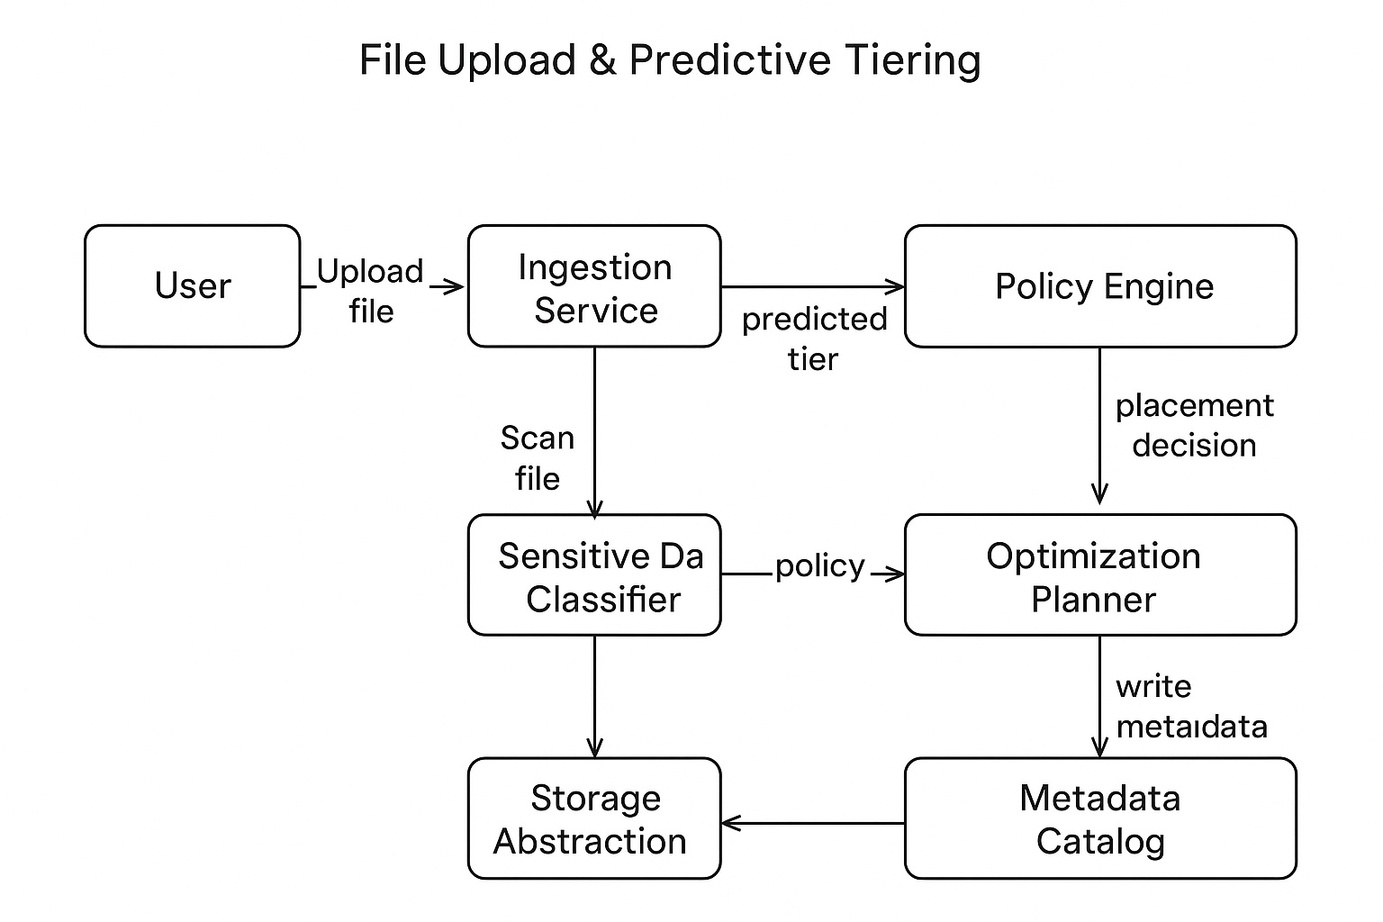 File Upload & Predictive Tiering
User
Upload
file
Ingestion
Service
predicted
tier
Policy Engine
placement
decision
Scan
file
Sensitive Da
Classifier
policy
Optimization
Planner
write
metaıdata
Storage
Abstraction
Metadata
Catalog